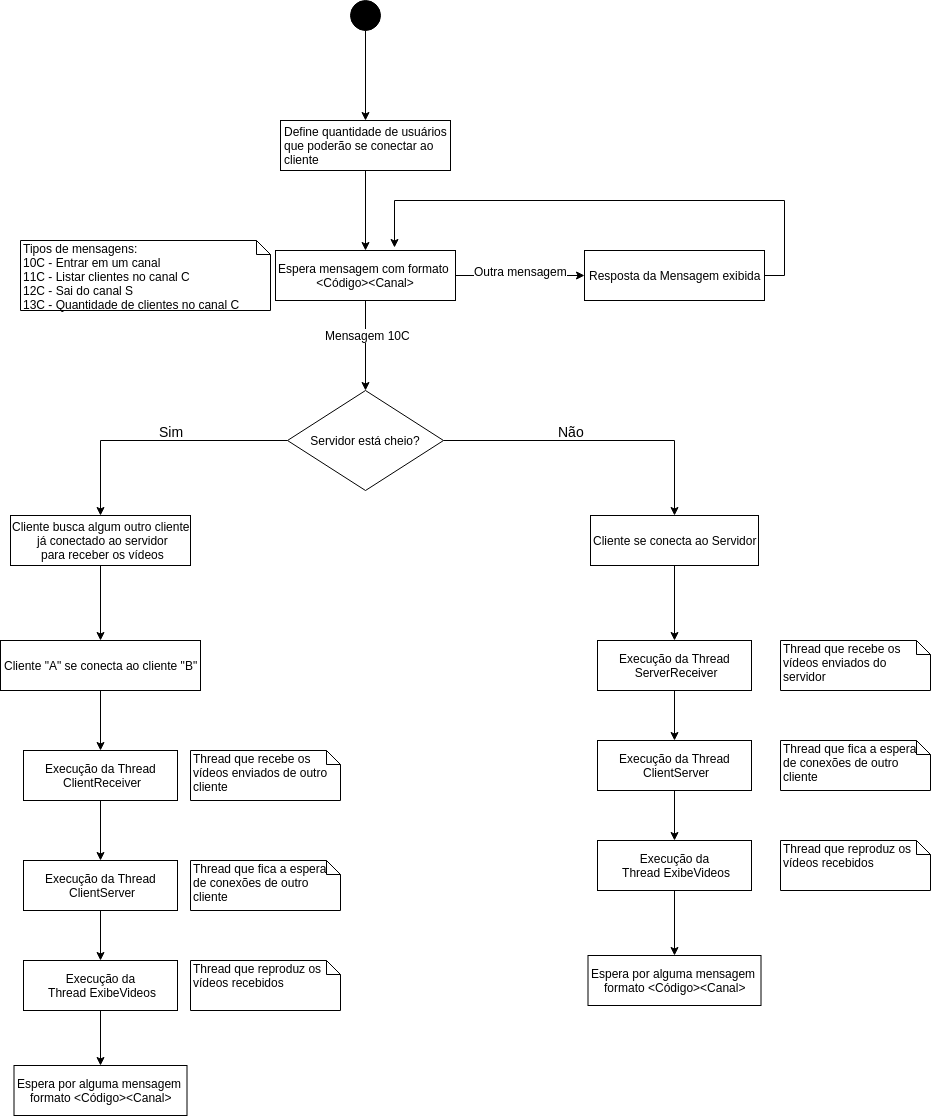 Define quantidade de usuários
que poderão se conectar ao
cliente
Tipos de mensagens:
10C - Entrar em um canal
11C - Listar clientes no canal C
12C - Sai do canal S
13C - Quantidade de clientes no canal C
Espera mensagem com formato
<Código><Canal>
Outra mensagem
Resposta da Mensagem exibida
Mensagem 10C
Servidor está cheio?
Sim
Não
Cliente busca algum outro cliente
já conectado ao servidor
para receber os vídeos
Cliente "A" se conecta ao cliente "B"
Execução da Thread
ClientReceiver
Thread que recebe os
vídeos enviados de outro
cliente
Execução da Thread
ClientServer
Thread que fica a espera
de conexões de outro
cliente
Execução da
Thread ExibeVideos
Thread que reproduz os
vídeos recebidos
Espera por alguma mensagem
formato <Código><Canal>
Cliente se conecta ao Servidor
Execução da Thread
ServerReceiver
Thread que recebe os
vídeos enviados do
servidor
Execução da Thread
ClientServer
Thread que fica a espera
de conexões de outro
cliente
Execução da
Thread ExibeVideos
Thread que reproduz os
vídeos recebidos
Espera por alguma mensagem
formato <Código><Canal>